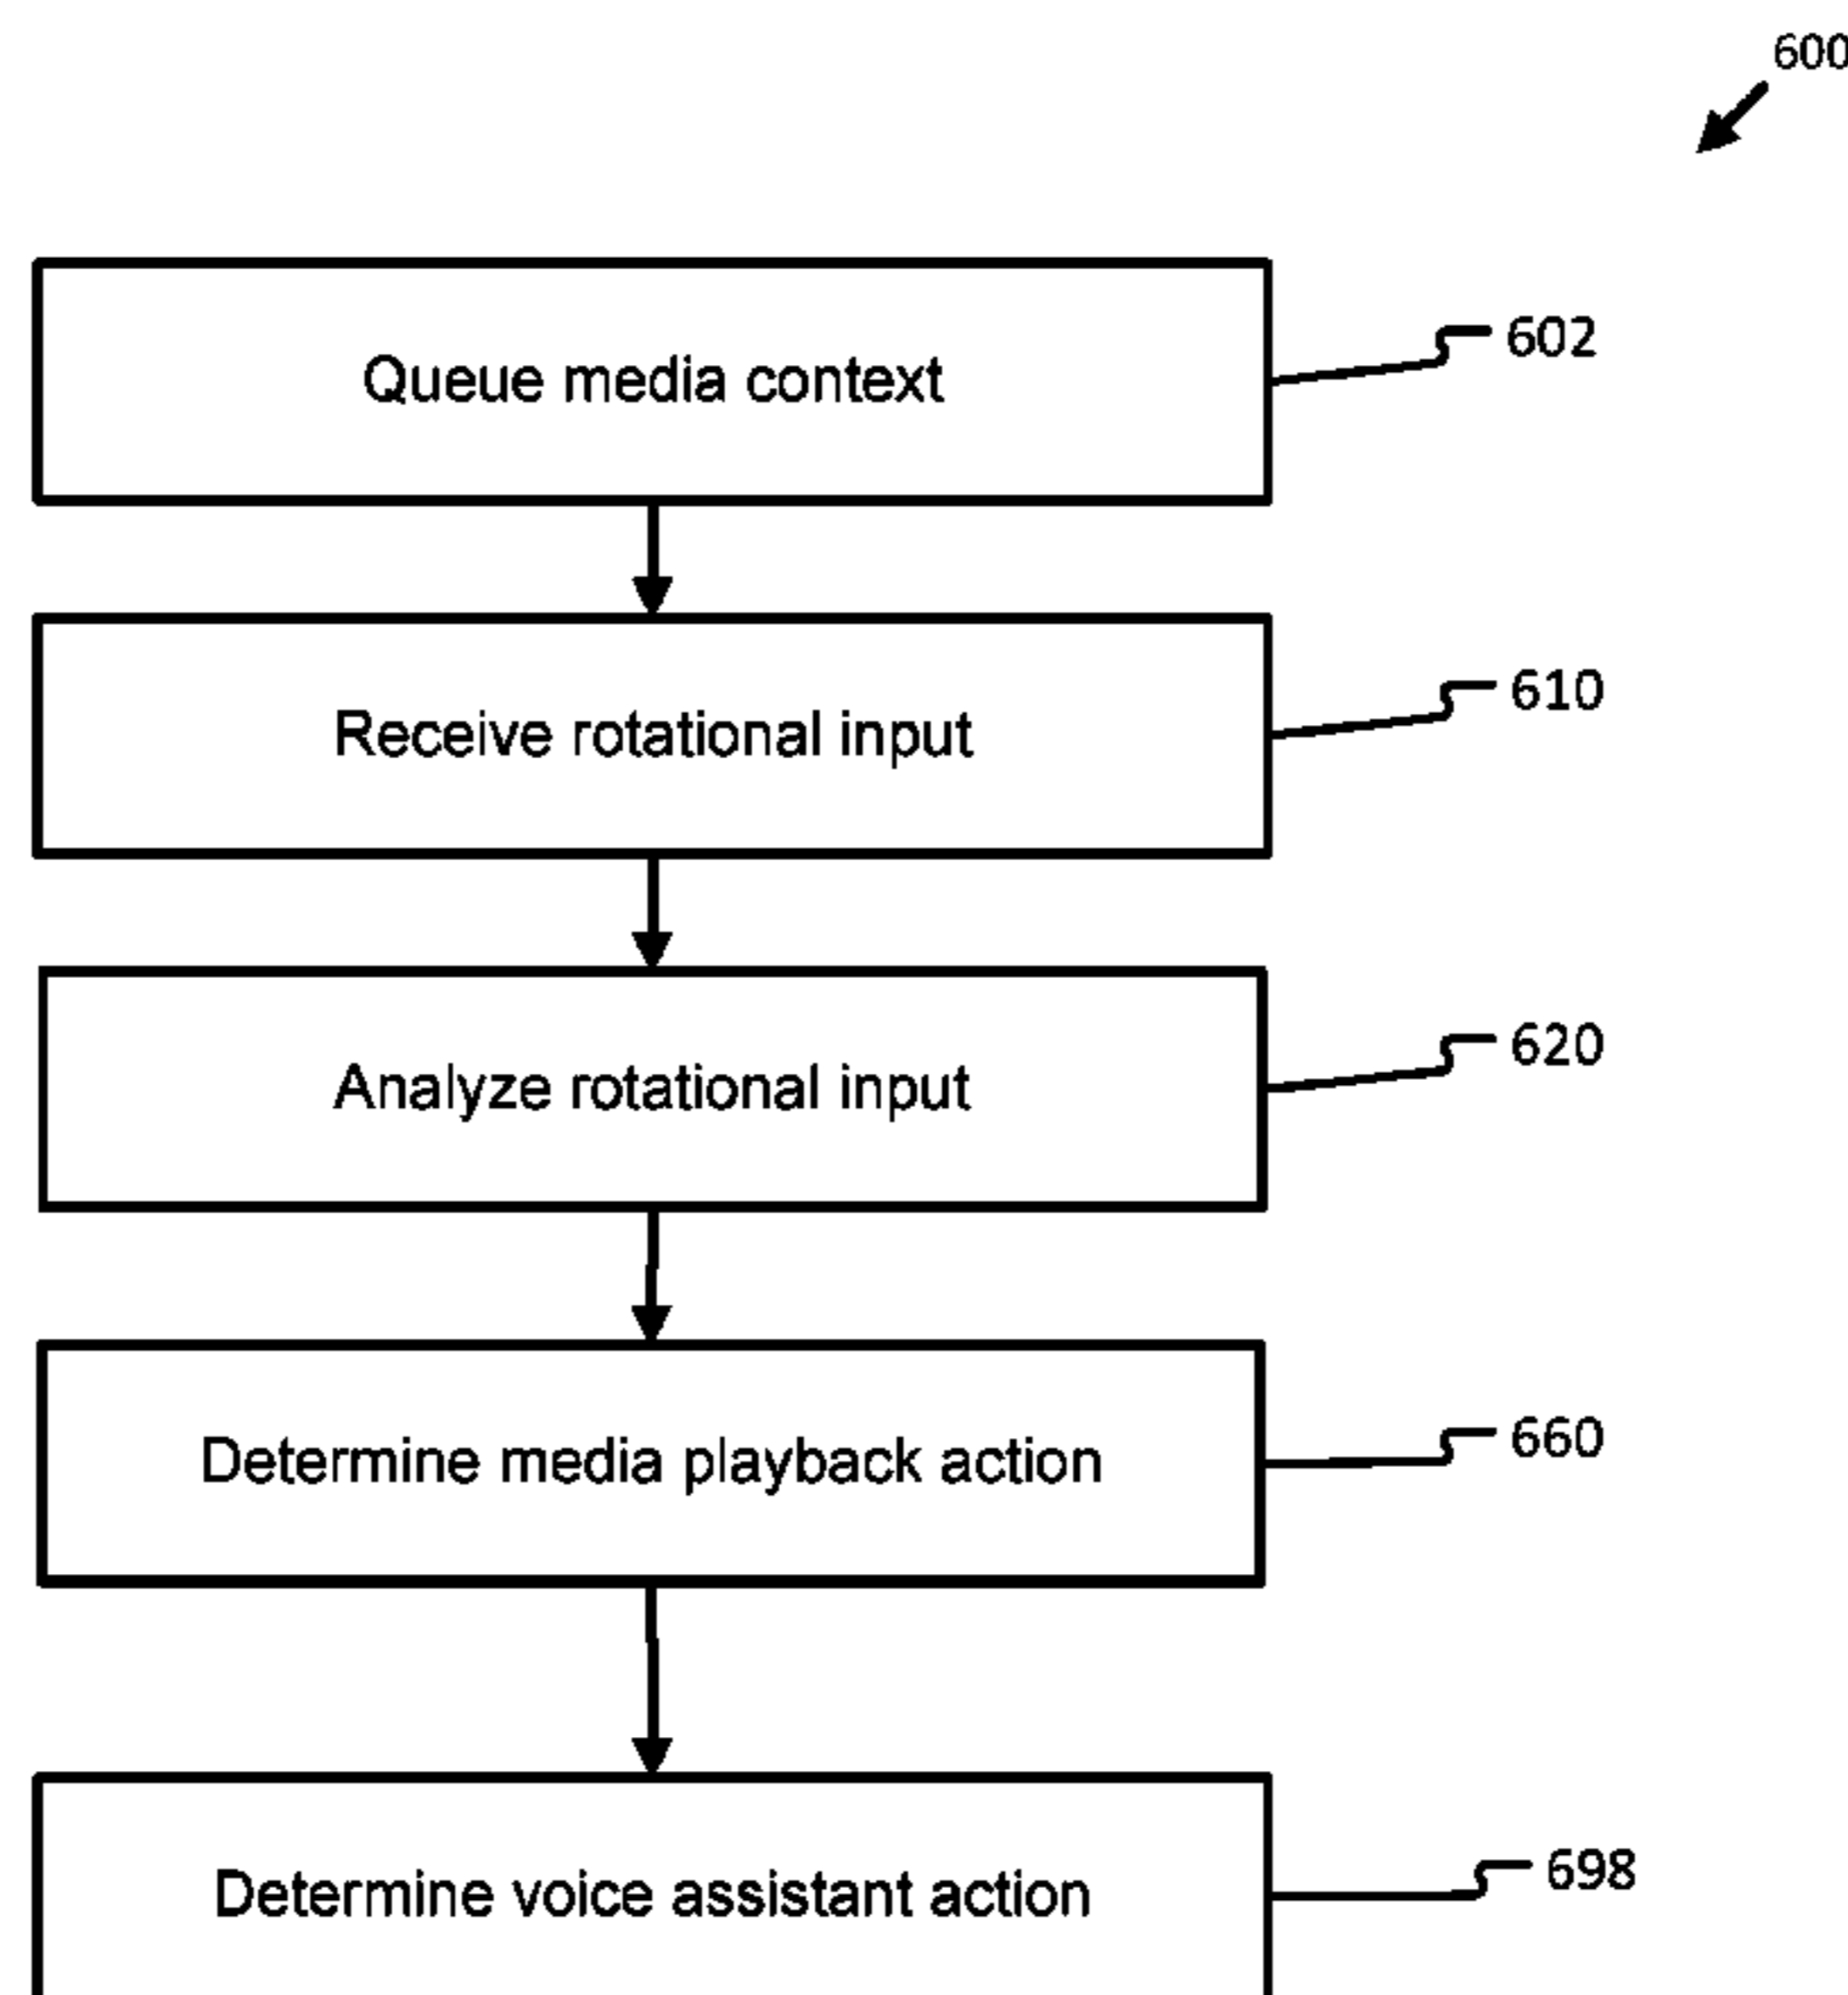 600
Queue media context
602
Receive rotational input
610
Analyze rotational input
620
Determine media playback action
660
Determine voice assistant action
698